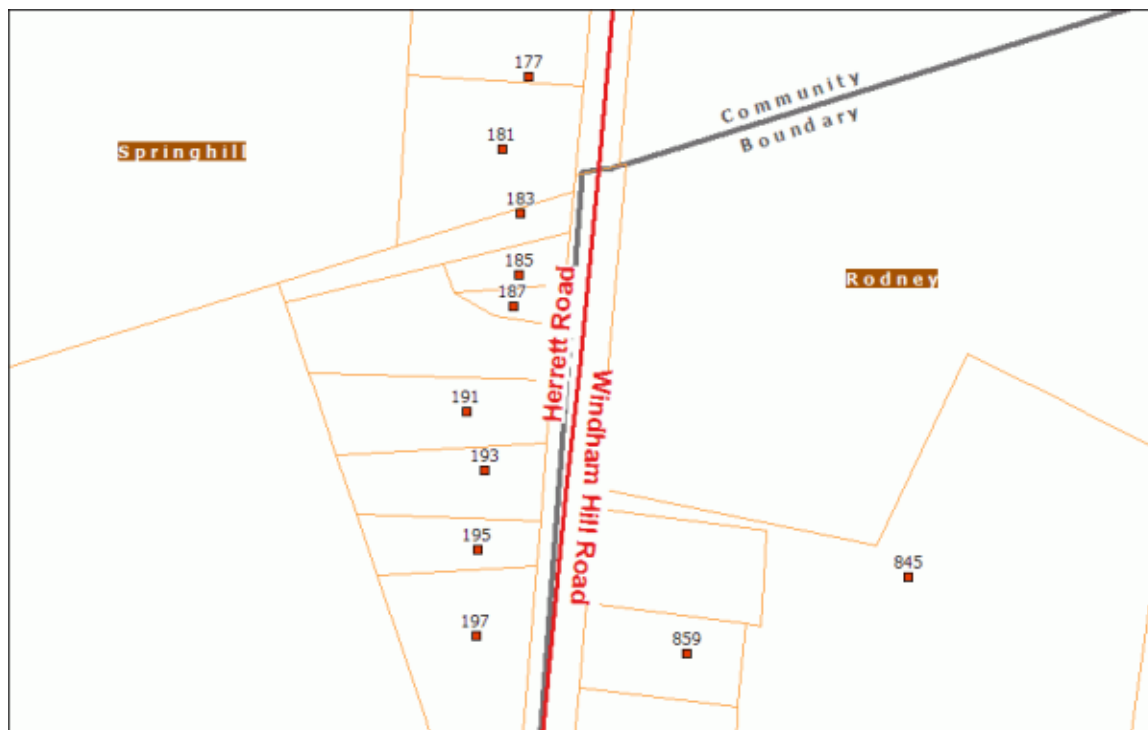 177
Community
Boundary
181
Springhill
183
185
Rodney
187
Herrett Road
Windham Hill Road
191
193
195
845
197
859